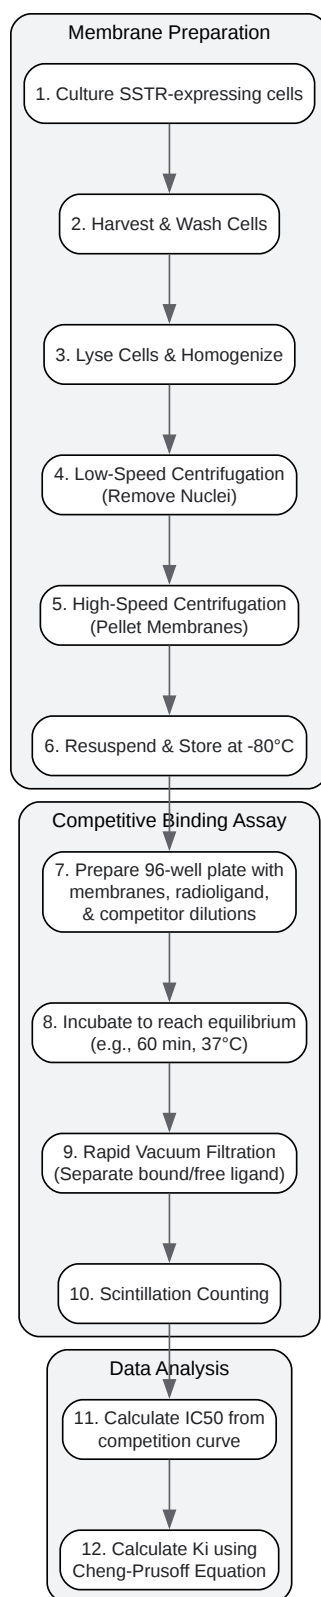 Membrane Preparation
1. Culture SSTR-expressing cells
2. Harvest & Wash Cells
3. Lyse Cells & Homogenize
4. Low-Speed Centrifugation
(Remove Nuclei)
5. High-Speed Centrifugation
(Pellet Membranes)
6. Resuspend & Store at -80°C
Competitive Binding Assay
7. Prepare 96-well plate with
membranes, radioligand,
& competitor dilutions
8. Incubate to reach equilibrium
(e.g., 60 min, 37°C)
9. Rapid Vacuum Filtration
(Separate bound/free ligand)
10. Scintillation Counting
Data Analysis
11. Calculate IC50 from
competition curve
12. Calculate Ki using
Cheng-Prusoff Equation